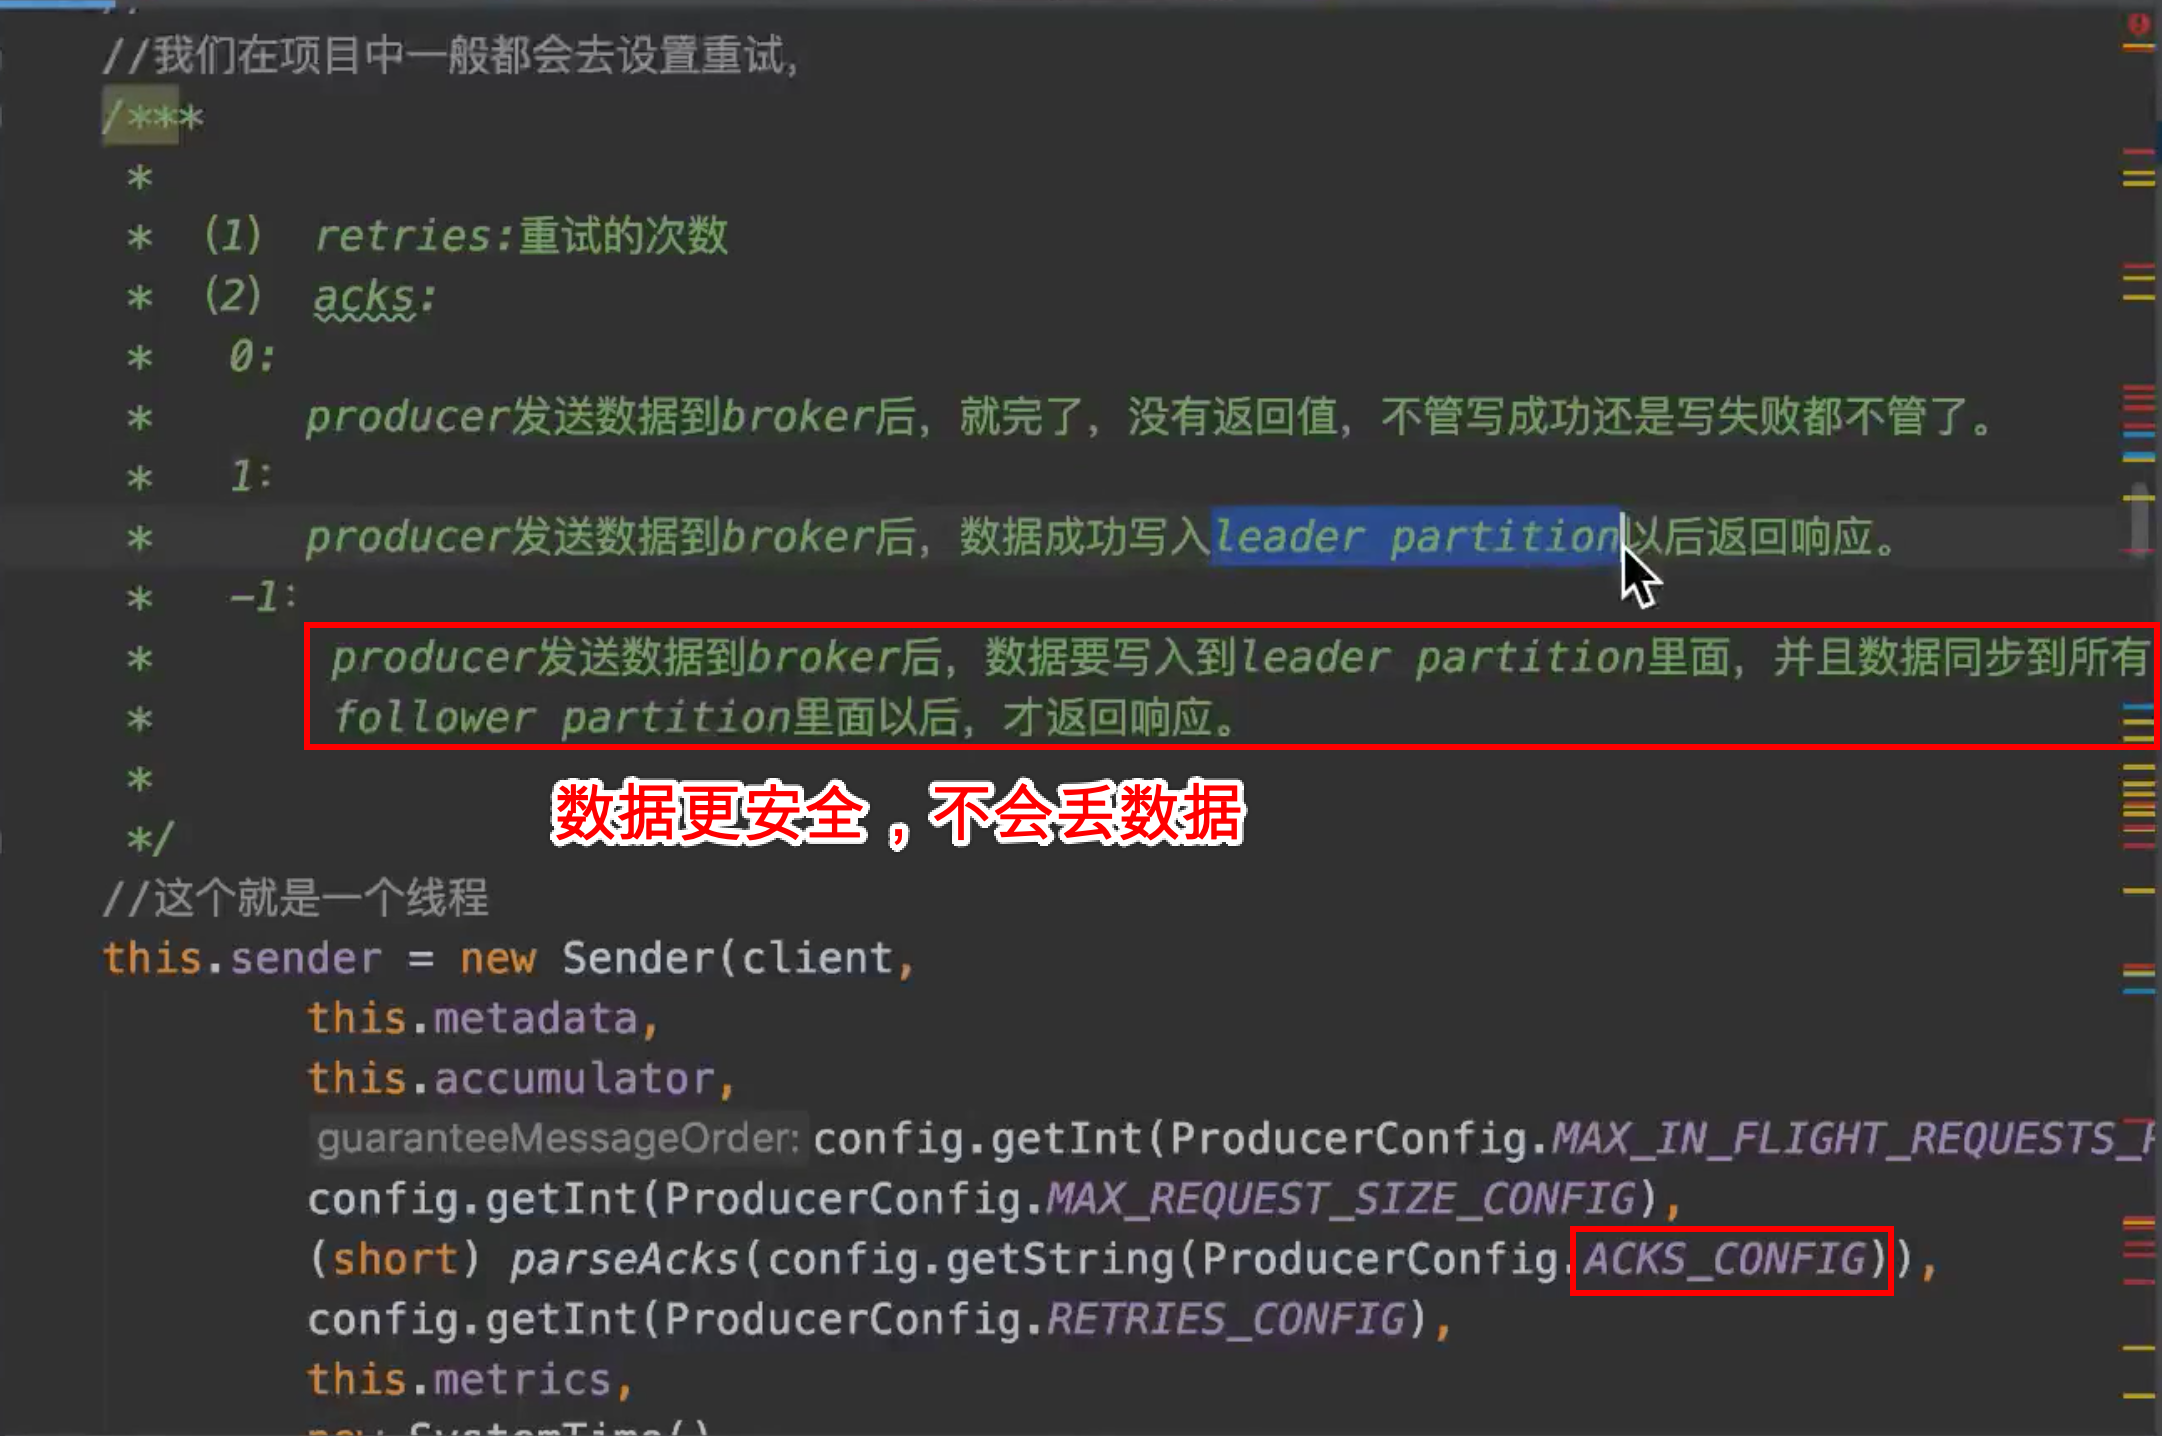 //我们在项目中一般都会去设置重试,
/****
*
* (1) retries:重试的次数
* (2) acks:
* 0:
* producer发送数据到broker后，就完了，没有返回值，不管写成功还是写失败都不管了。
* 1:
* producer发送数据到broker后，数据成功写入leader partition以后返回响应。
* -1:
* producer发送数据到broker后，数据要写入到leader partition里面，并且数据同步到所有
* follower partition里面以后，才返回响应。
*
数据更安全，不会丢数据
*/
//这个就是一个线程
this.sender = new Sender(client,
this.metadata,
this.accumulator,
guaranteeMessageOrder: config.getInt(ProducerConfig.MAX_IN_FLIGHT_REQUESTS_
config.getInt(ProducerConfig.MAX_REQUEST_SIZE_CONFIG),
(short) parseAcks(config.getString(ProducerConfig.ACKS_CONFIG)),
config.getInt(ProducerConfig.RETRIES_CONFIG),
this.metrics,
new SystemTime()